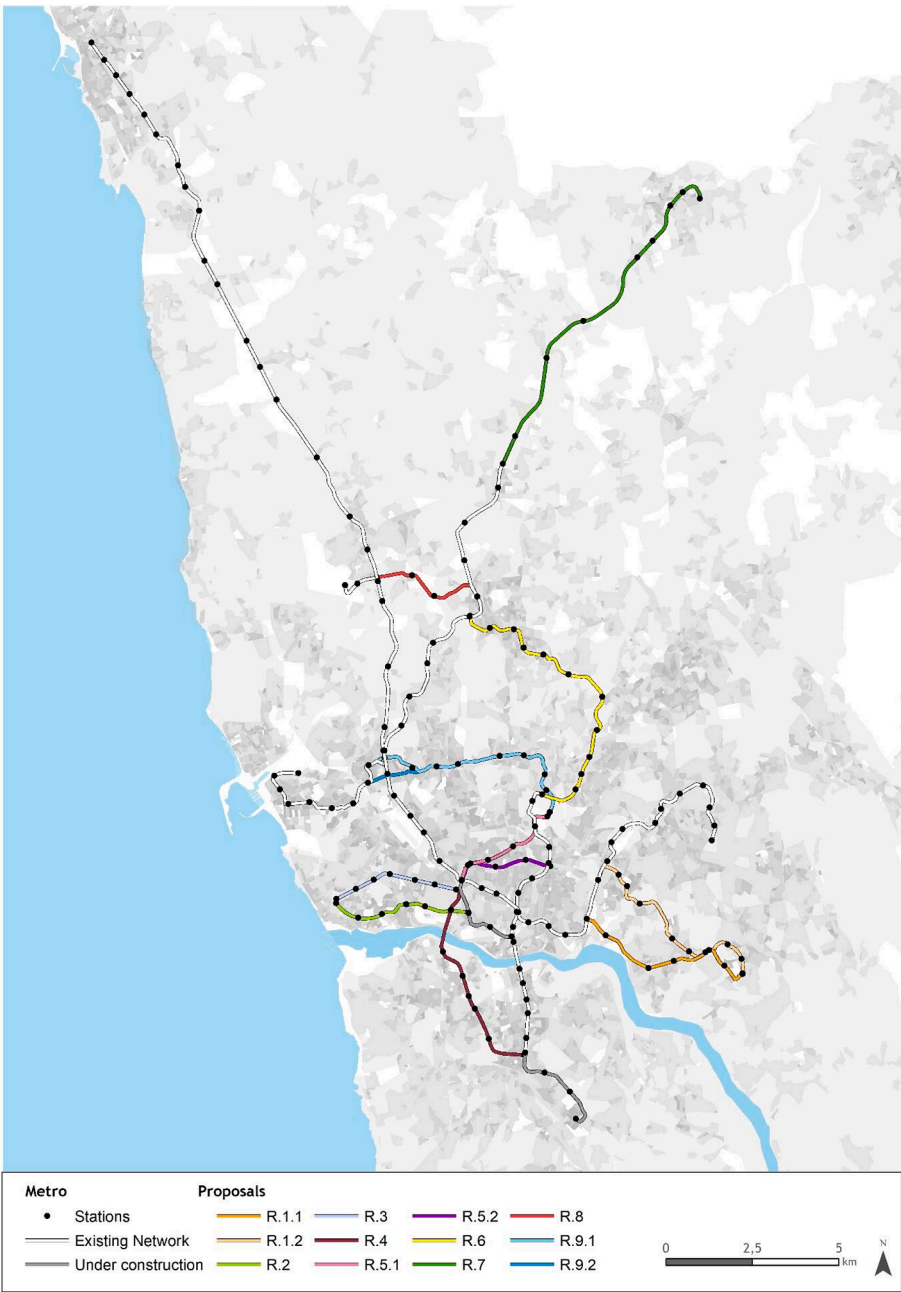 Metro Proposals
Stations R.1.1 R.3 R.5.2 R.8
Existing Network R.1.2 R.4 R.6 R.9.1
Under construction R.2 R.5.1 R.7 R.9.2
0 2,5 5
km
N